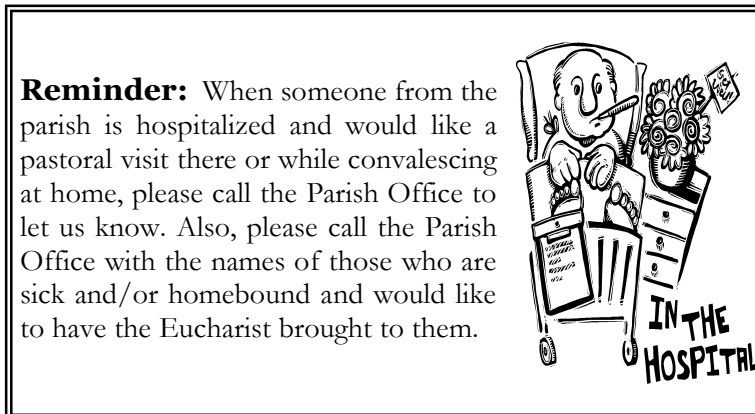 Reminder: When someone from the
parish is hospitalized and would like a
pastoral visit there or while convalescing
at home, please call the Parish Office to
let us know. Also, please call the Parish
Office with the names of those who are
sick and/or homebound and would like
to have the Eucharist brought to them.
GET
WELL!
IN THE
HOSPITAL